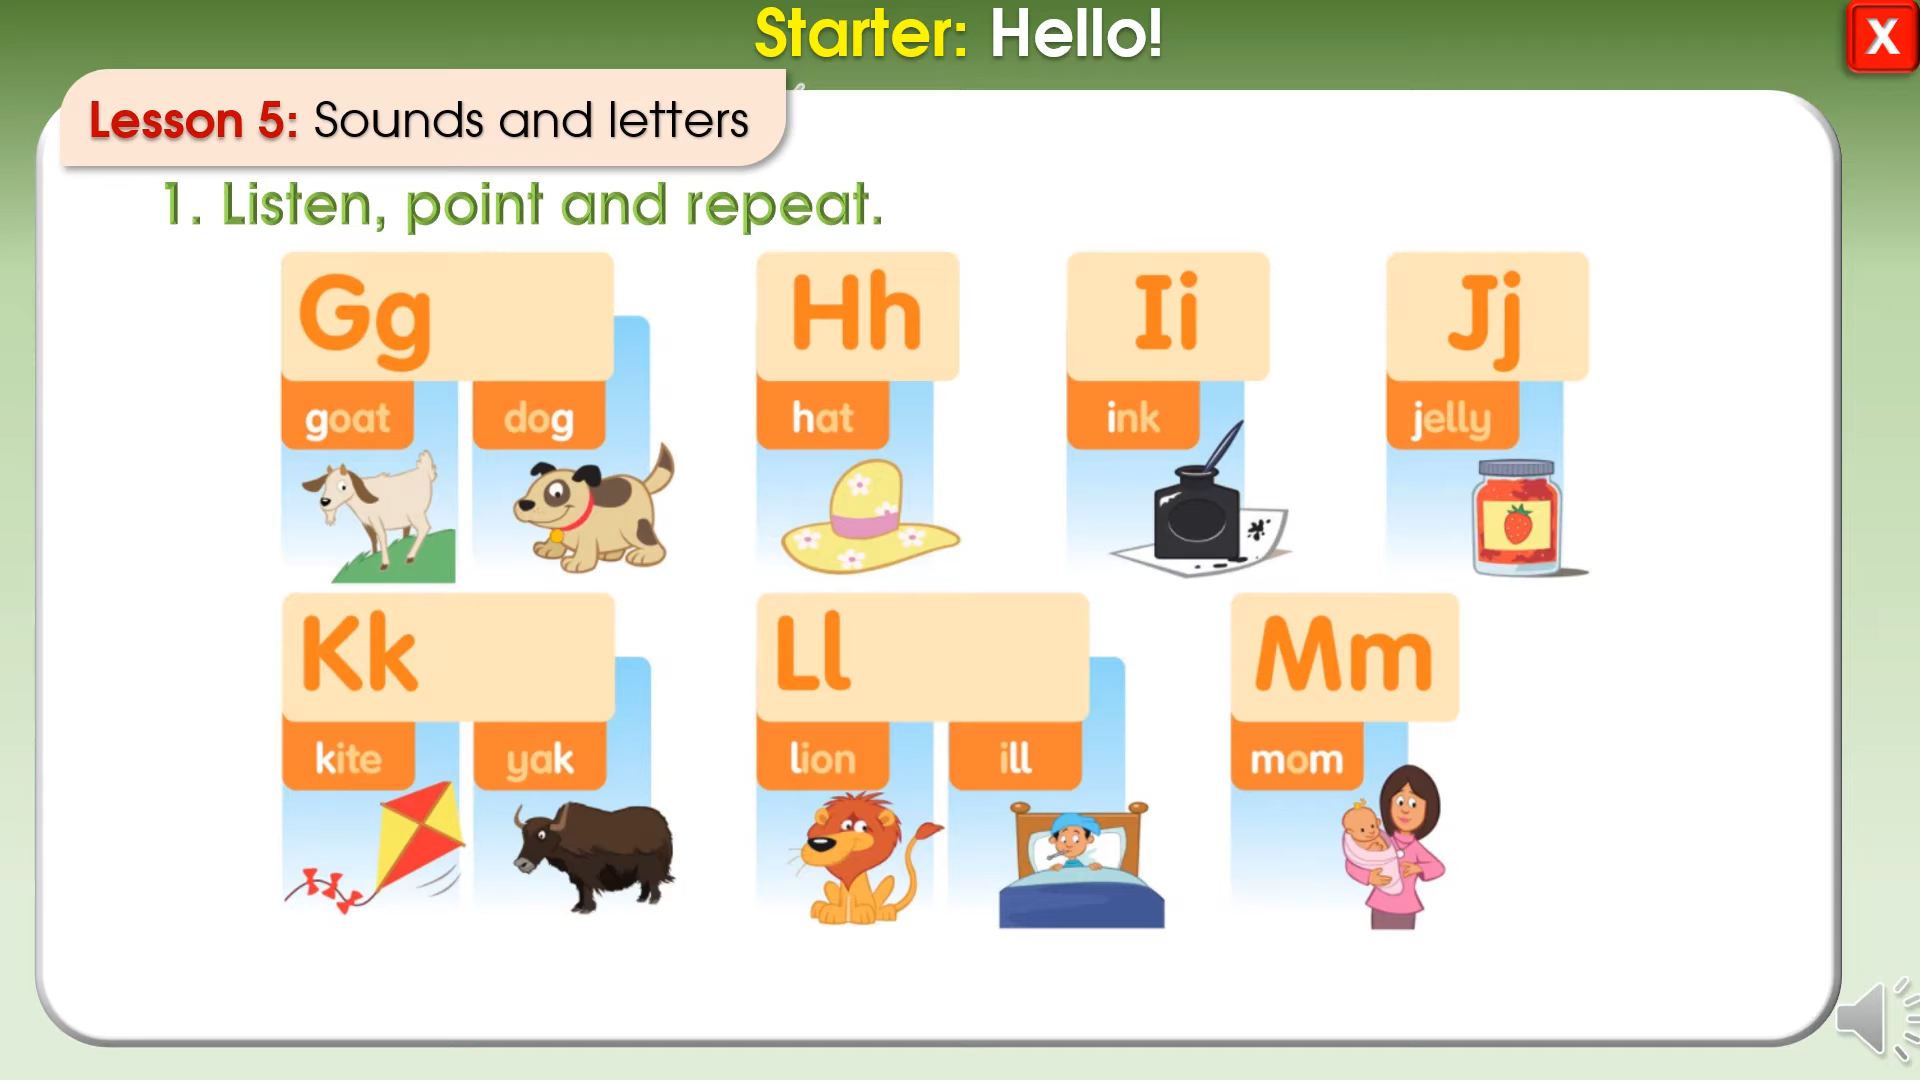 Starter: Hello!
X
Lesson 5: Sounds and letters
1. Listen, point and repeat.
Gg Hh Ii Jj
goat dog hat ink jelly
Kk Ll Mm
kite yak lion ill mom